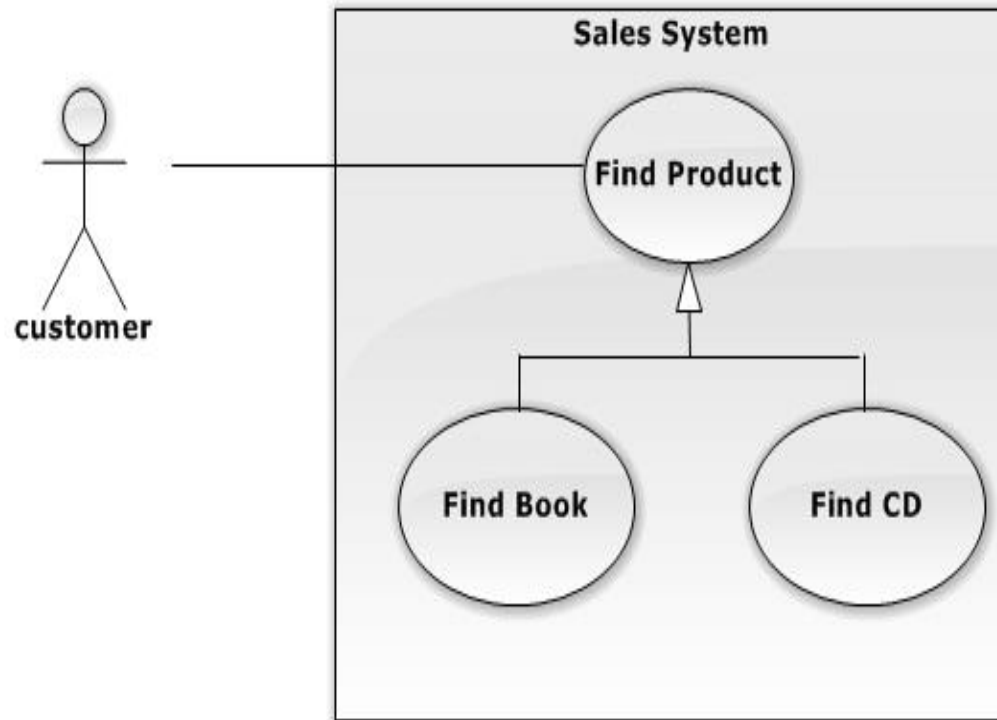 Sales System
Find Product
customer
Find Book
Find CD